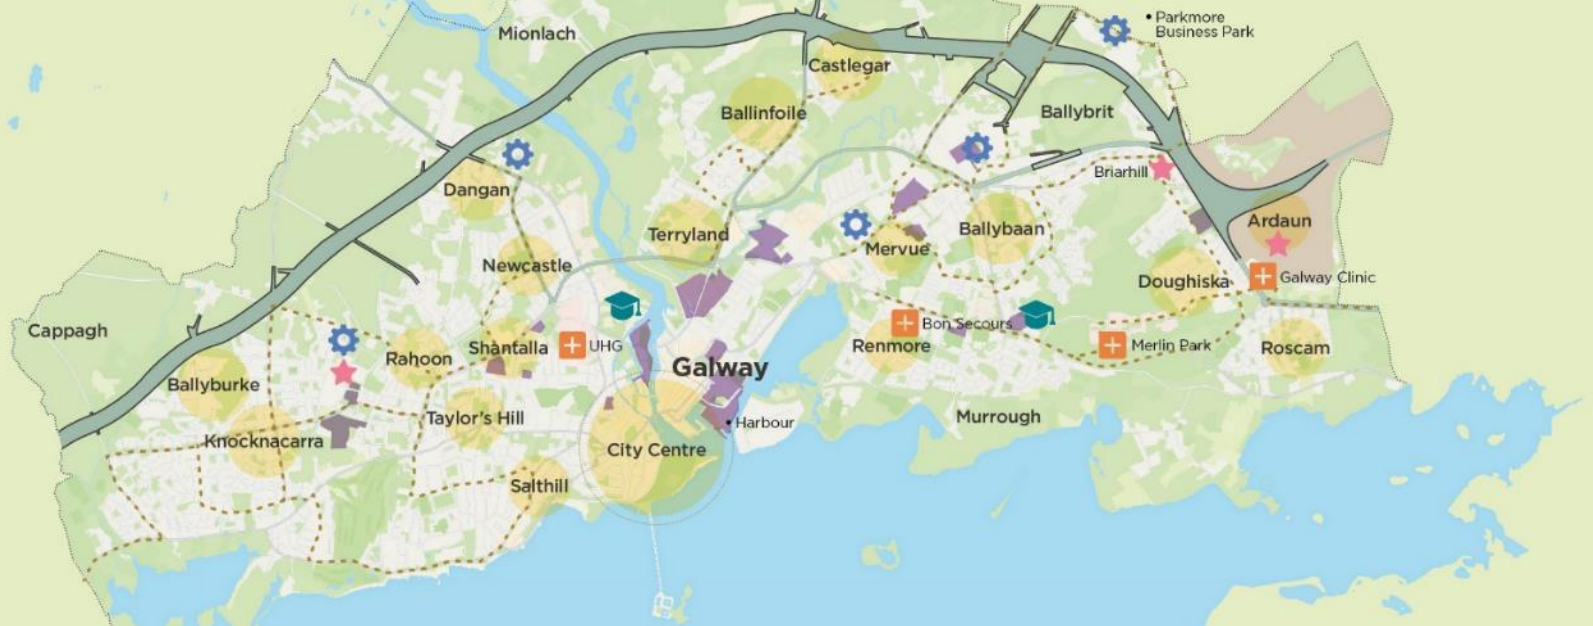 Mionlach
• Parkmore
Business Park
Castlegar
Ballinfoile
Ballybrit
Briarhill
Dangan
Ardaun
Terryland
Ballybaan
Mervue
Newcastle
Doughiska
Galway Clinic
Cappagh
Bon Secours
Shantalla
UHG
Renmore
Merlin Park
Roscam
Rahoon
Galway
Ballyburke
Taylor's Hill
Murrough
• Harbour
Knocknacarra
City Centre
Salthill